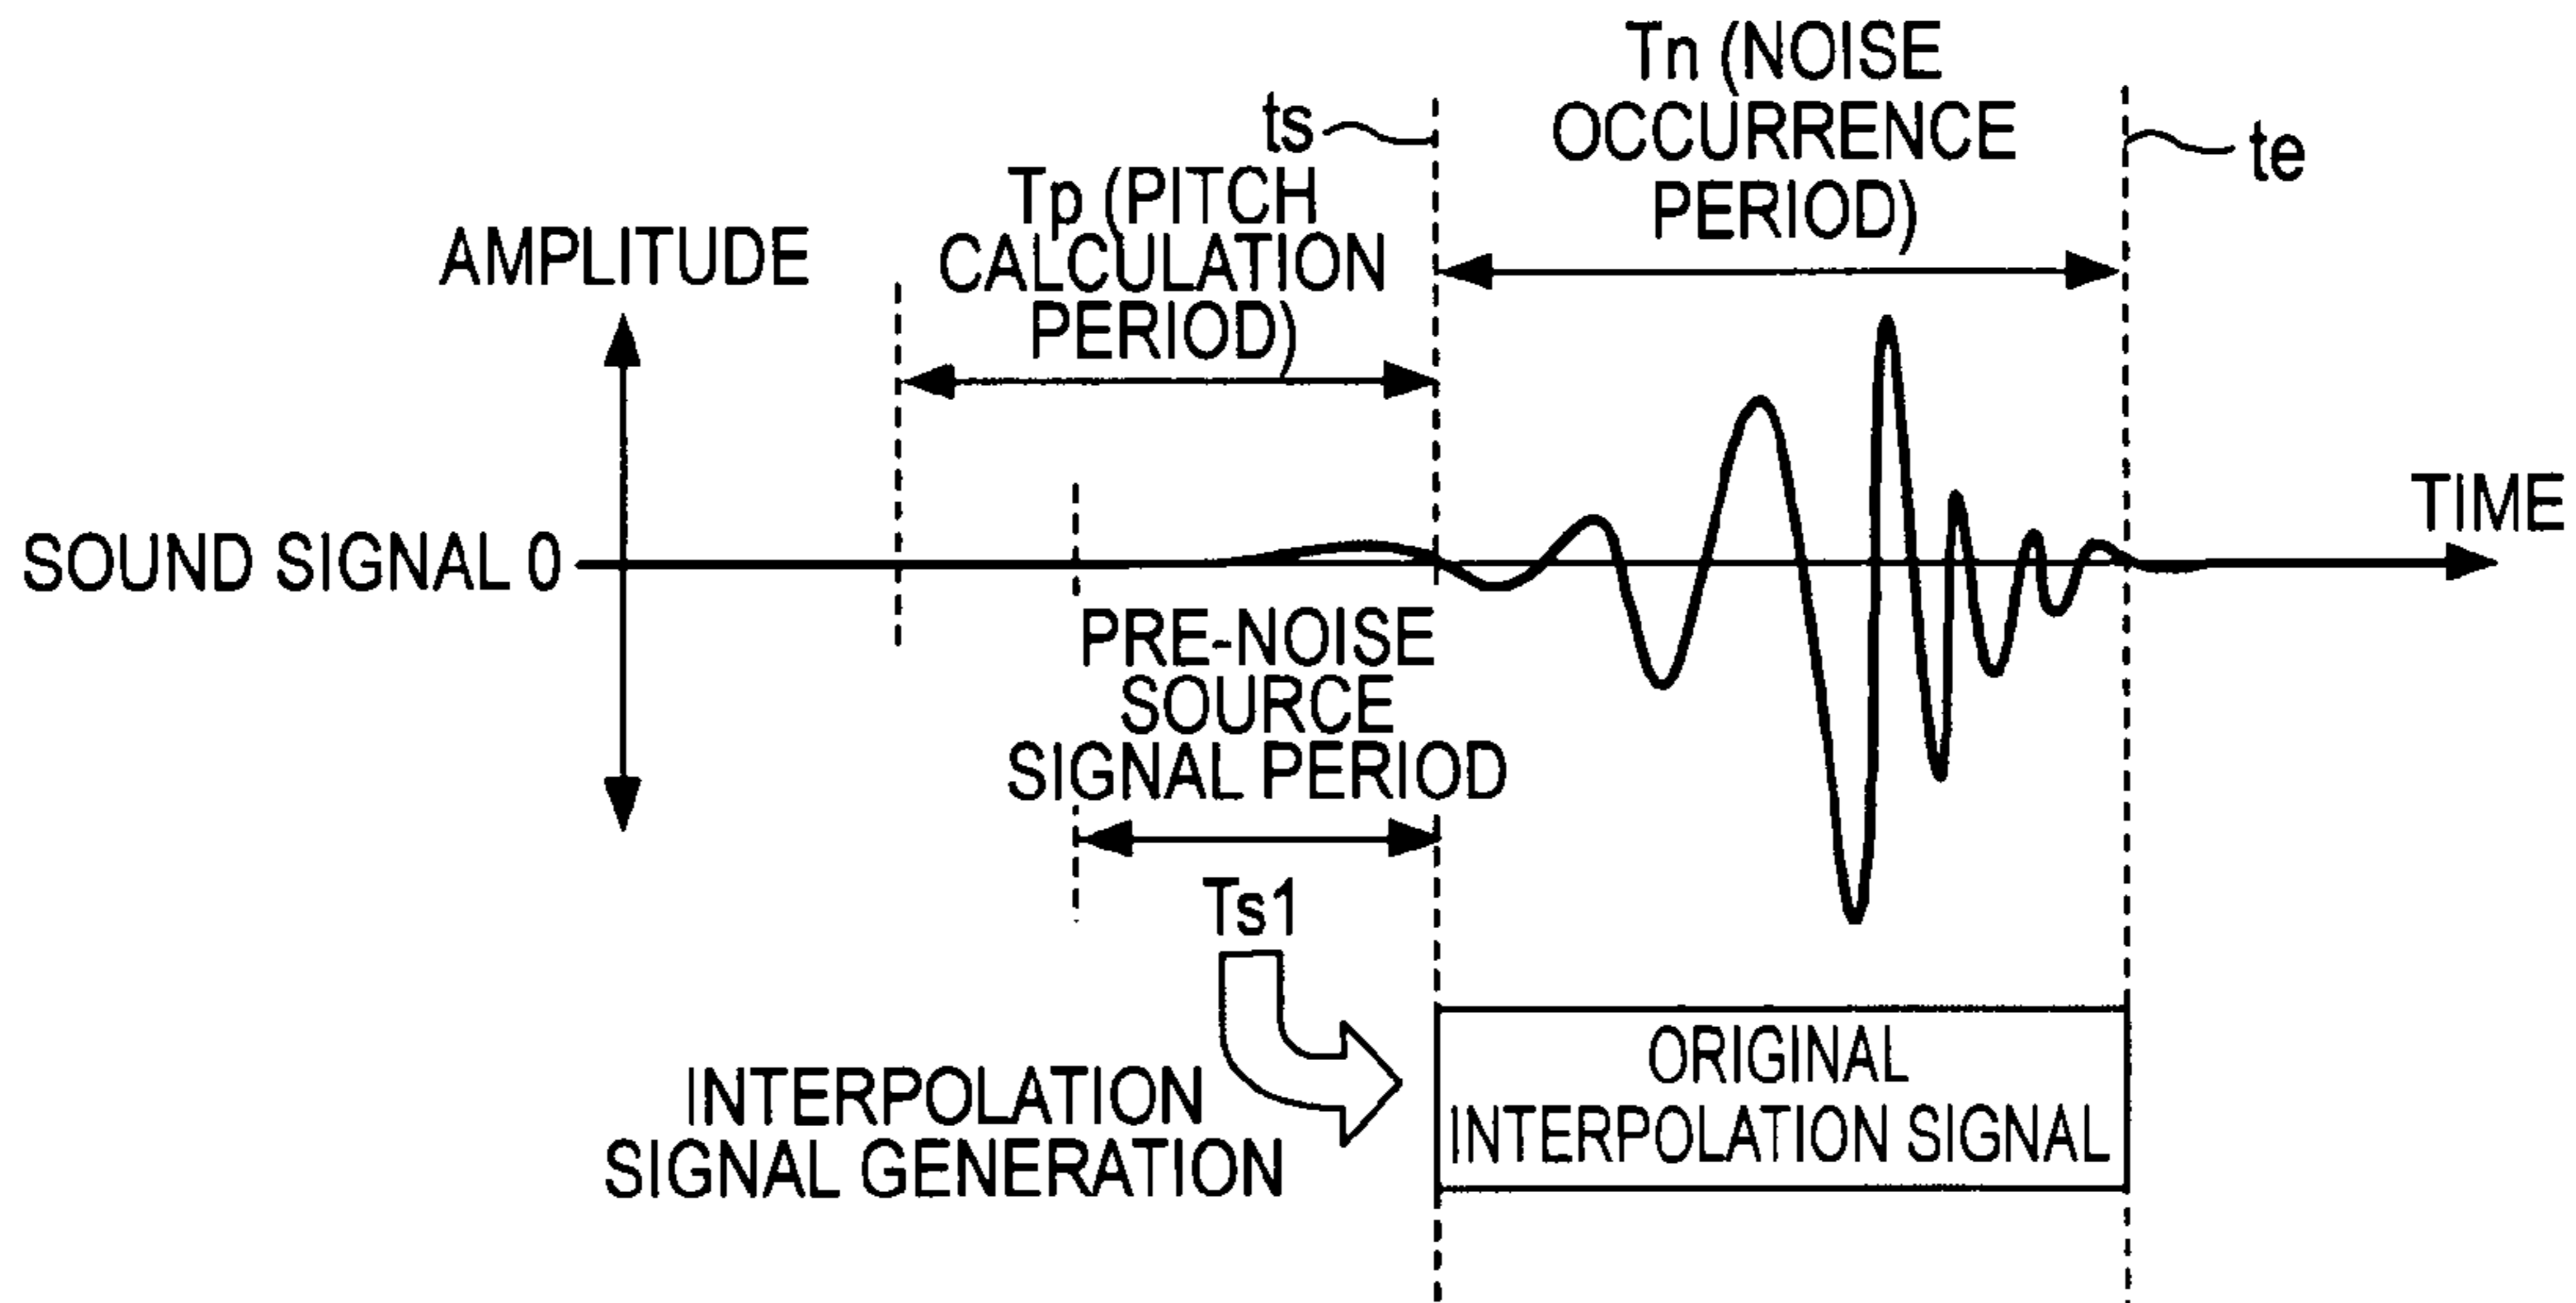 Tn (NOISE
OCCURRENCE
PERIOD)
ts
te
Tp (PITCH
CALCULATION
PERIOD)
AMPLITUDE
TIME
SOUND SIGNAL 0
PRE-NOISE
SOURCE
SIGNAL PERIOD
Ts1
INTERPOLATION
SIGNAL GENERATION
ORIGINAL
INTERPOLATION SIGNAL